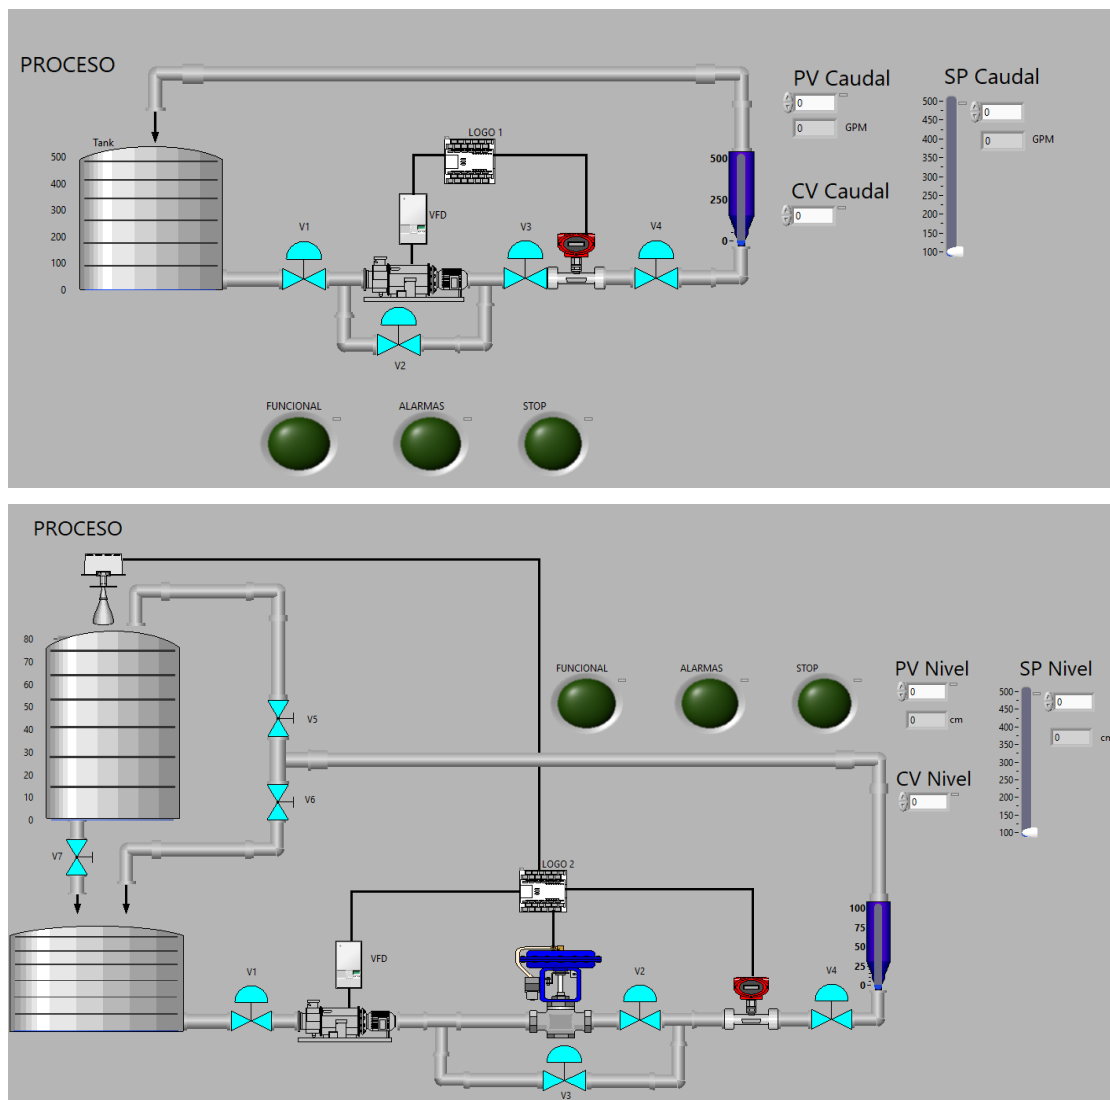 PROCESO
PV Caudal
SP Caudal
0
0 GPM
500
450
400
350
300
250
200
150
100
0
0 GPM
CV Caudal
0
Tank
500
400
300
200
100
0
LOGO 1
VFD
V1
V3
V4
500
250
0
V2
FUNCIONAL
ALARMAS
STOP
PROCESO
80
70
60
50
40
30
20
10
0
V5
V6
V7
FUNCIONAL
ALARMAS
STOP
PV Nivel
SP Nivel
0
0 cm
500
450
400
350
300
250
200
150
100
0
0
CV Nivel
0
LOGO 2
VFD
V1
V2
V4
100
75
50
25
0
V3